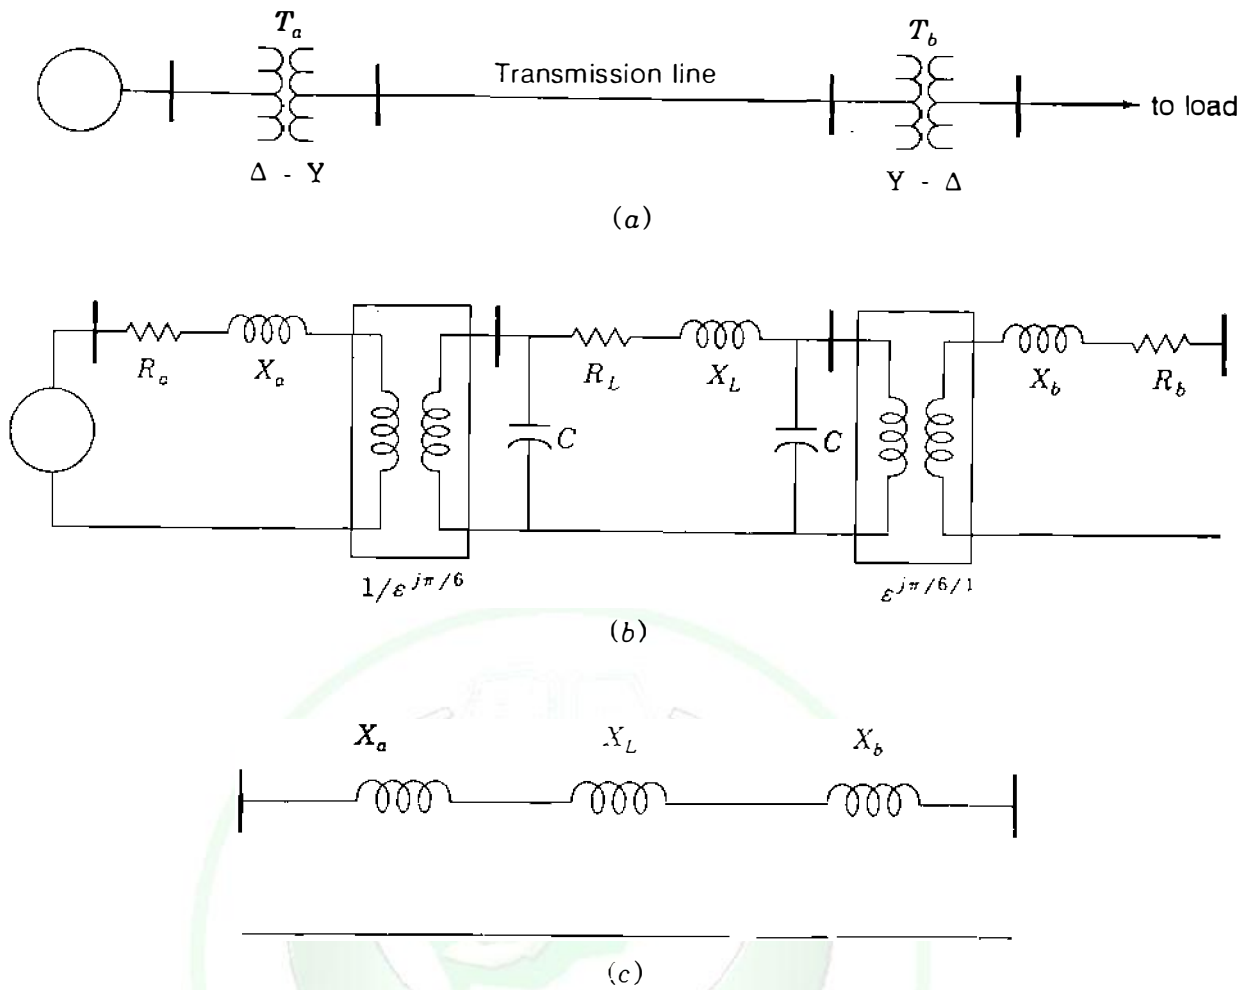 T_a
T_b
Transmission line
to load
Δ - Y
Y - Δ
(a)
R_a
X_a
R_L
X_L
X_b
R_b
C
C
1/ε^{jπ/6}
ε^{jπ/6/1}
(b)
X_a
X_L
X_b
(c)